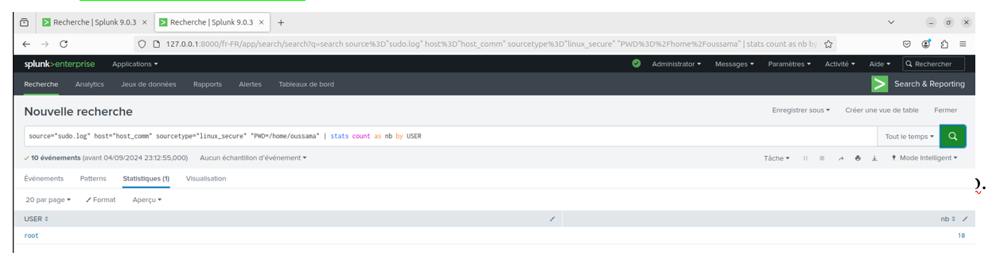 Recherche | Splunk 9.0.3 × Recherche | Splunk 9.0.3 × +
127.0.0.1:8000/fr-FR/app/search/search?q=search source%3D"sudo.log" host%3D"host_comm" sourcetype%3D"linux_secure" "PWD%3D%2Fhome%2Foussama" | stats count as nb by
splunk>enterprise Applications Administrator Messages Paramètres Activité Aide Rechercher
Recherche Analytics Jeux de données Rapports Alertes Tableaux de bord Search & Reporting
Nouvelle recherche Enregistrer sous Créer une vue de table Fermer
source="sudo.log" host="host_comm" sourcetype="linux_secure" "PWD=/home/oussama" | stats count as nb by USER Tout le temps
✓ 10 événements (avant 04/09/2024 23:12:55,000) Aucun échantillon d'événement Tâche Mode Intelligent
Événements Patterns Statistiques (1) Visualisation
20 par page Format Aperçu
USER nb
root 10